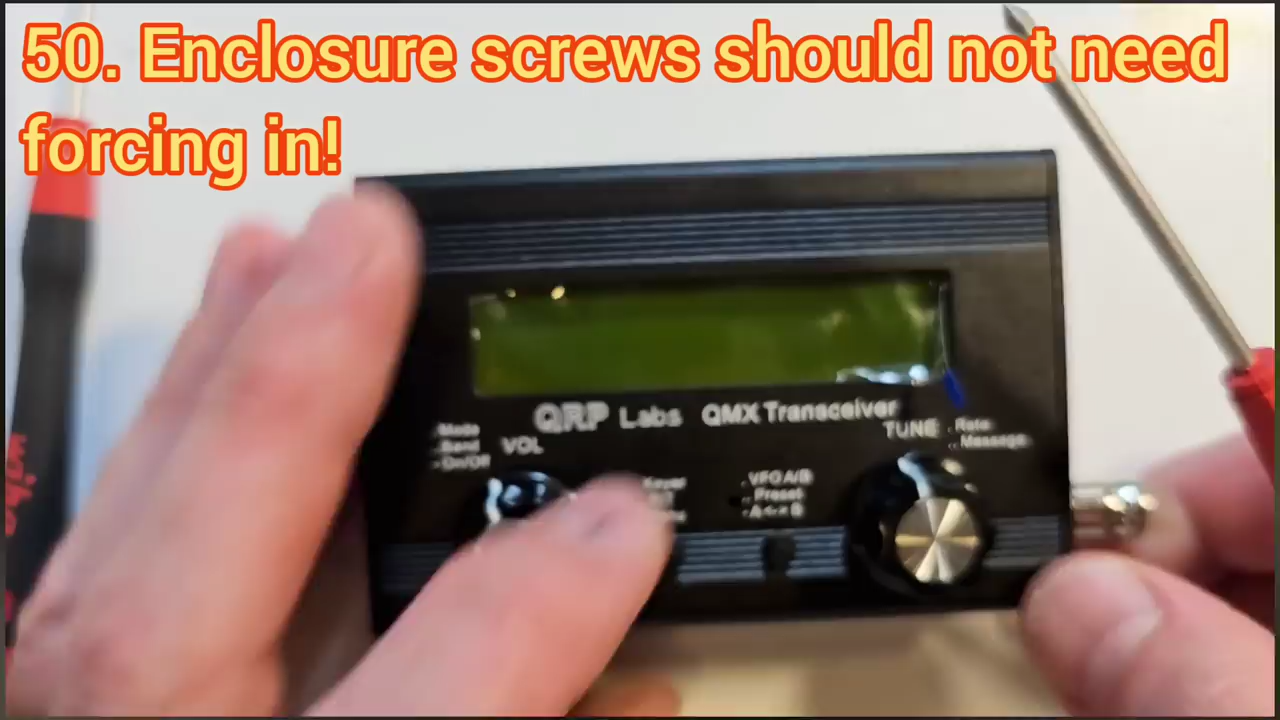 50. Enclosure screws should not need
forcing in!
QRP Labs QMX Transceiver
. Mode
. Band
- On/Off
VOL
Keyer
. VFO A/B
.. Preset
- A<->B
TUNE
. Rate
.. Message